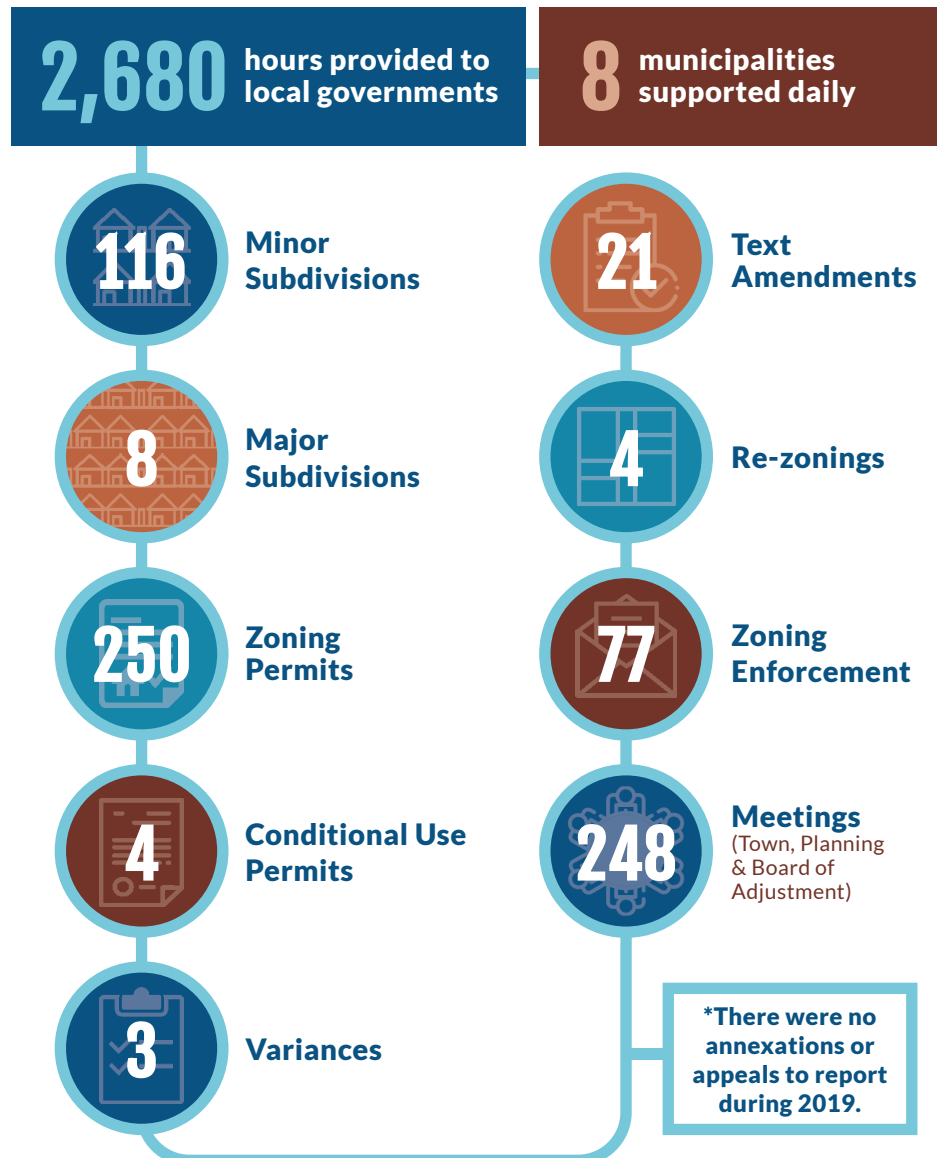 2,680
hours provided to
local governments
8
municipalities
supported daily
116
Minor
Subdivisions
8
Major
Subdivisions
250
Zoning
Permits
4
Conditional Use
Permits
3
Variances
21
Text
Amendments
4
Re-zonings
77
Zoning
Enforcement
248
Meetings
(Town, Planning
& Board of
Adjustment)
*There were no
annexations or
appeals to report
during 2019.